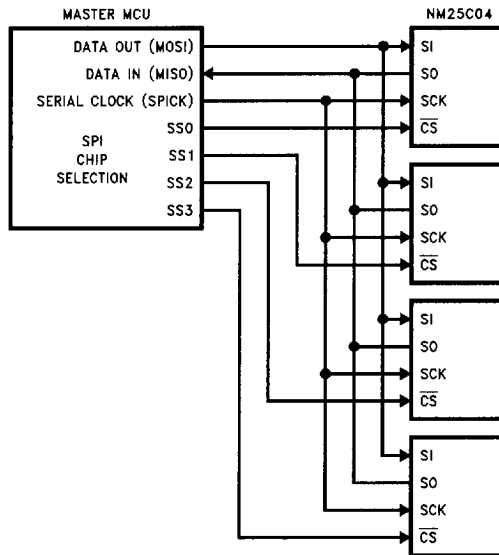 MASTER MCU
DATA OUT (MOSI)
DATA IN (MISO)
SERIAL CLOCK (SPICK)
SS0
SPI
CHIP
SELECTION
SS1
SS2
SS3
NM25C04
SI
SO
SCK
CS
SI
SO
SCK
CS
SI
SO
SCK
CS
SI
SO
SCK
CS